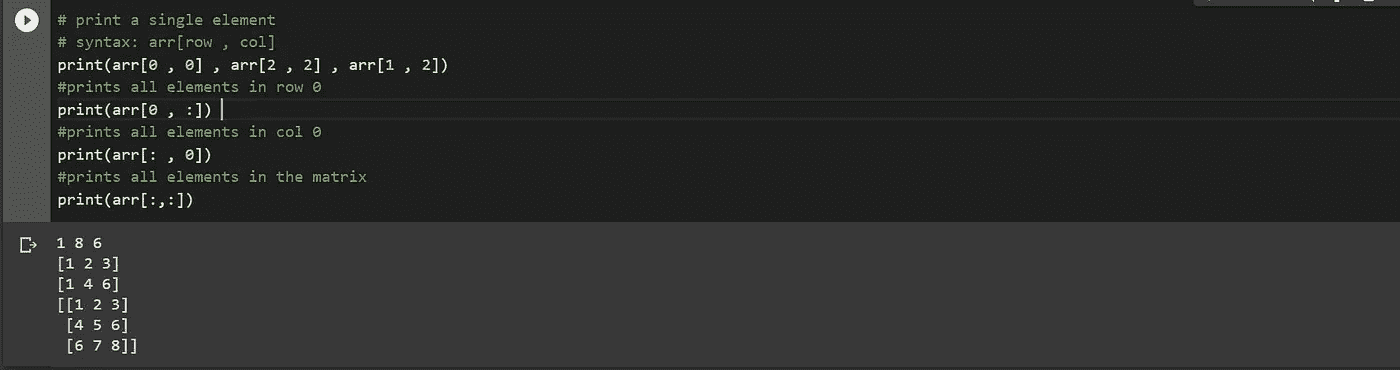 # print a single element
# syntax: arr[row , col]
print(arr[0 , 0] , arr[2 , 2] , arr[1 , 2])
#prints all elements in row 0
print(arr[0 , :])
#prints all elements in col 0
print(arr[: , 0])
#prints all elements in the matrix
print(arr[:,:])
1 8 6
[1 2 3]
[1 4 6]
[[1 2 3]
 [4 5 6]
 [6 7 8]]